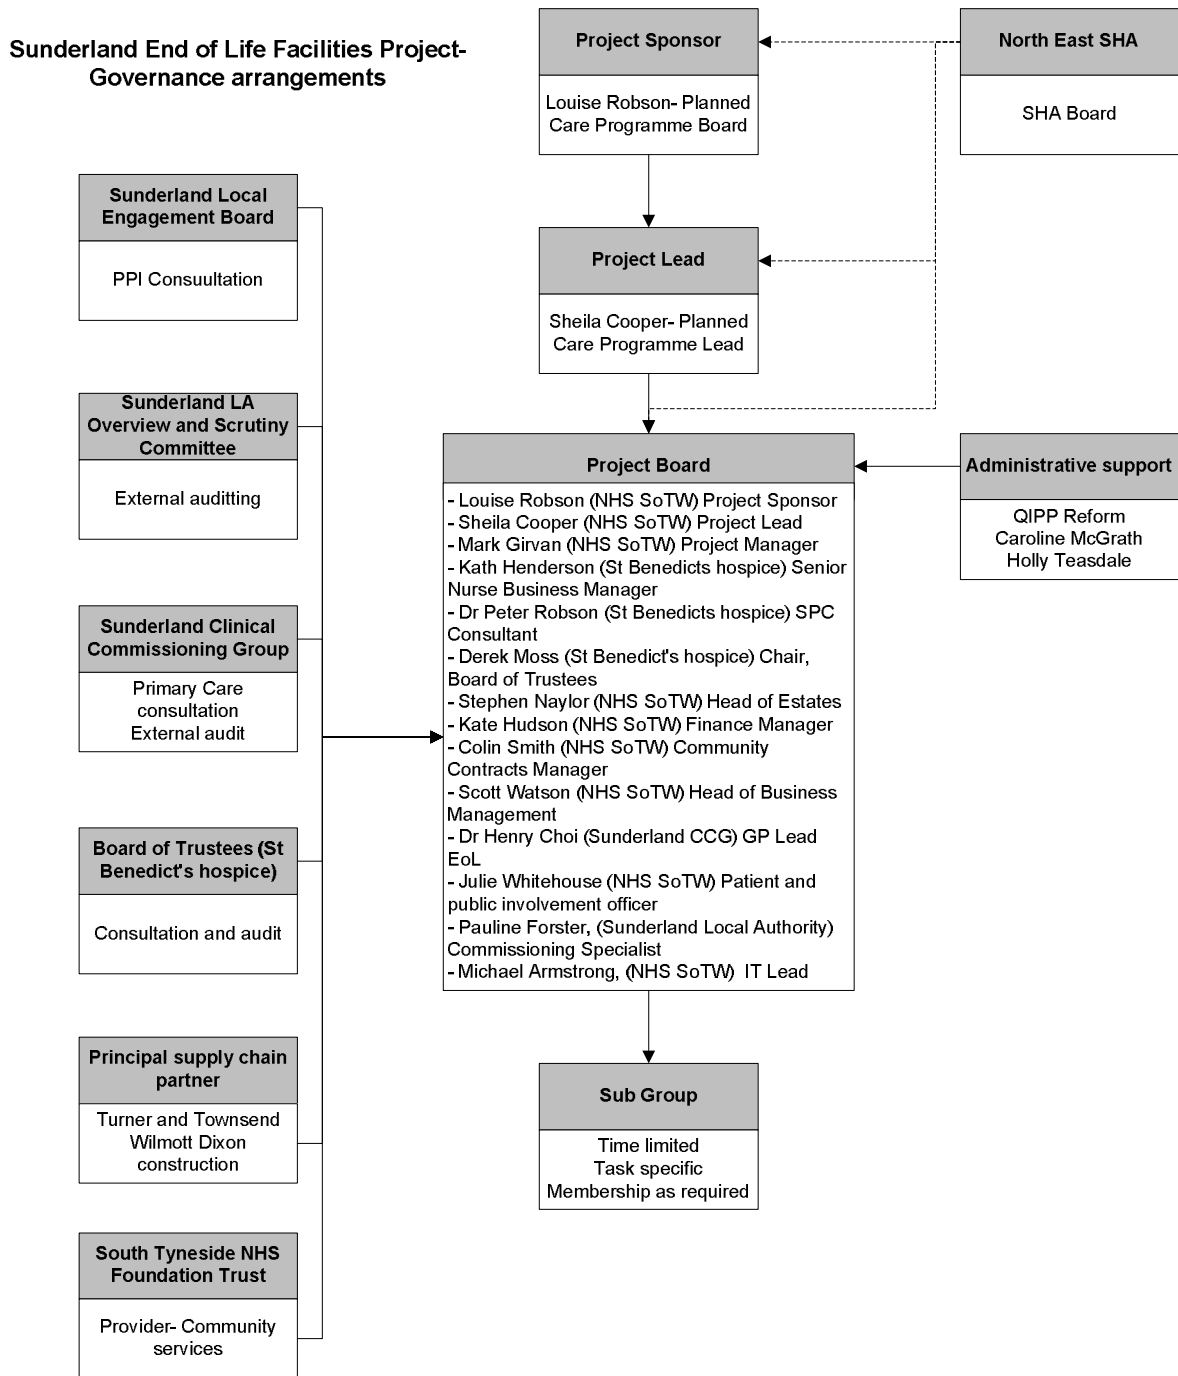 Sunderland End of Life Facilities Project-
Governance arrangements
Project Sponsor
Louise Robson- Planned
Care Programme Board
North East SHA
SHA Board
Sunderland Local
Engagement Board
PPI Consuultation
Project Lead
Sheila Cooper- Planned
Care Programme Lead
Sunderland LA
Overview and Scrutiny
Committee
External auditting
Sunderland Clinical
Commissioning Group
Primary Care
consultation
External audit
Board of Trustees (St
Benedict's hospice)
Consultation and audit
Principal supply chain
partner
Turner and Townsend
Wilmott Dixon
construction
South Tyneside NHS
Foundation Trust
Provider- Community
services
Project Board
- Louise Robson (NHS SoTW) Project Sponsor
- Sheila Cooper (NHS SoTW) Project Lead
- Mark Girvan (NHS SoTW) Project Manager
- Kath Henderson (St Benedicts hospice) Senior
Nurse Business Manager
- Dr Peter Robson (St Benedicts hospice) SPC
Consultant
- Derek Moss (St Benedict's hospice) Chair,
Board of Trustees
- Stephen Naylor (NHS SoTW) Head of Estates
- Kate Hudson (NHS SoTW) Finance Manager
- Colin Smith (NHS SoTW) Community
Contracts Manager
- Scott Watson (NHS SoTW) Head of Business
Management
- Dr Henry Choi (Sunderland CCG) GP Lead
EoL
- Julie Whitehouse (NHS SoTW) Patient and
public involvement officer
- Pauline Forster, (Sunderland Local Authority)
Commissioning Specialist
- Michael Armstrong, (NHS SoTW) IT Lead
Administrative support
QIPP Reform
Caroline McGrath
Holly Teasdale
Sub Group
Time limited
Task specific
Membership as required